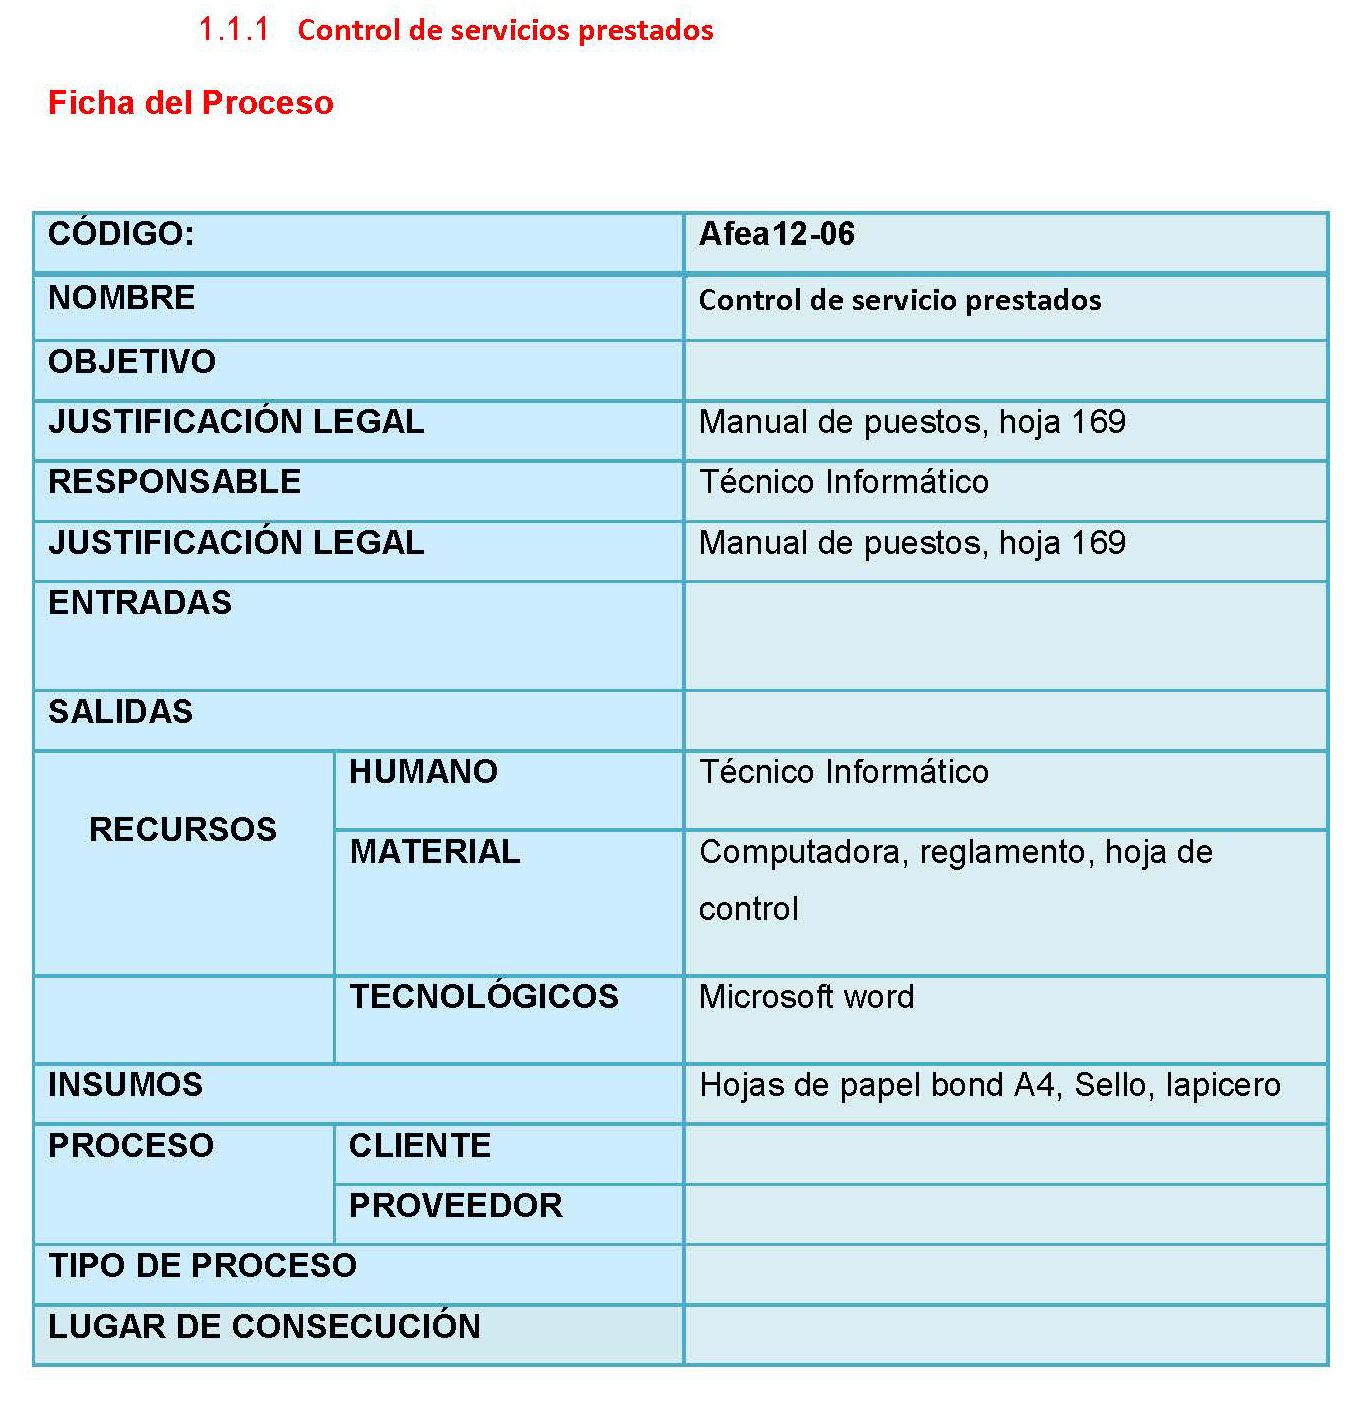 1.1.1 Control de servicios prestados
Ficha del Proceso
CÓDIGO: Afea12-06
NOMBRE Control de servicio prestados
OBJETIVO
JUSTIFICACIÓN LEGAL Manual de puestos, hoja 169
RESPONSABLE Técnico Informático
JUSTIFICACIÓN LEGAL Manual de puestos, hoja 169
ENTRADAS
SALIDAS
RECURSOS
HUMANO Técnico Informático
MATERIAL Computadora, reglamento, hoja de
control
TECNOLÓGICOS Microsoft word
INSUMOS Hojas de papel bond A4, Sello, lapicero
PROCESO CLIENTE
PROVEEDOR
TIPO DE PROCESO
LUGAR DE CONSECUCIÓN